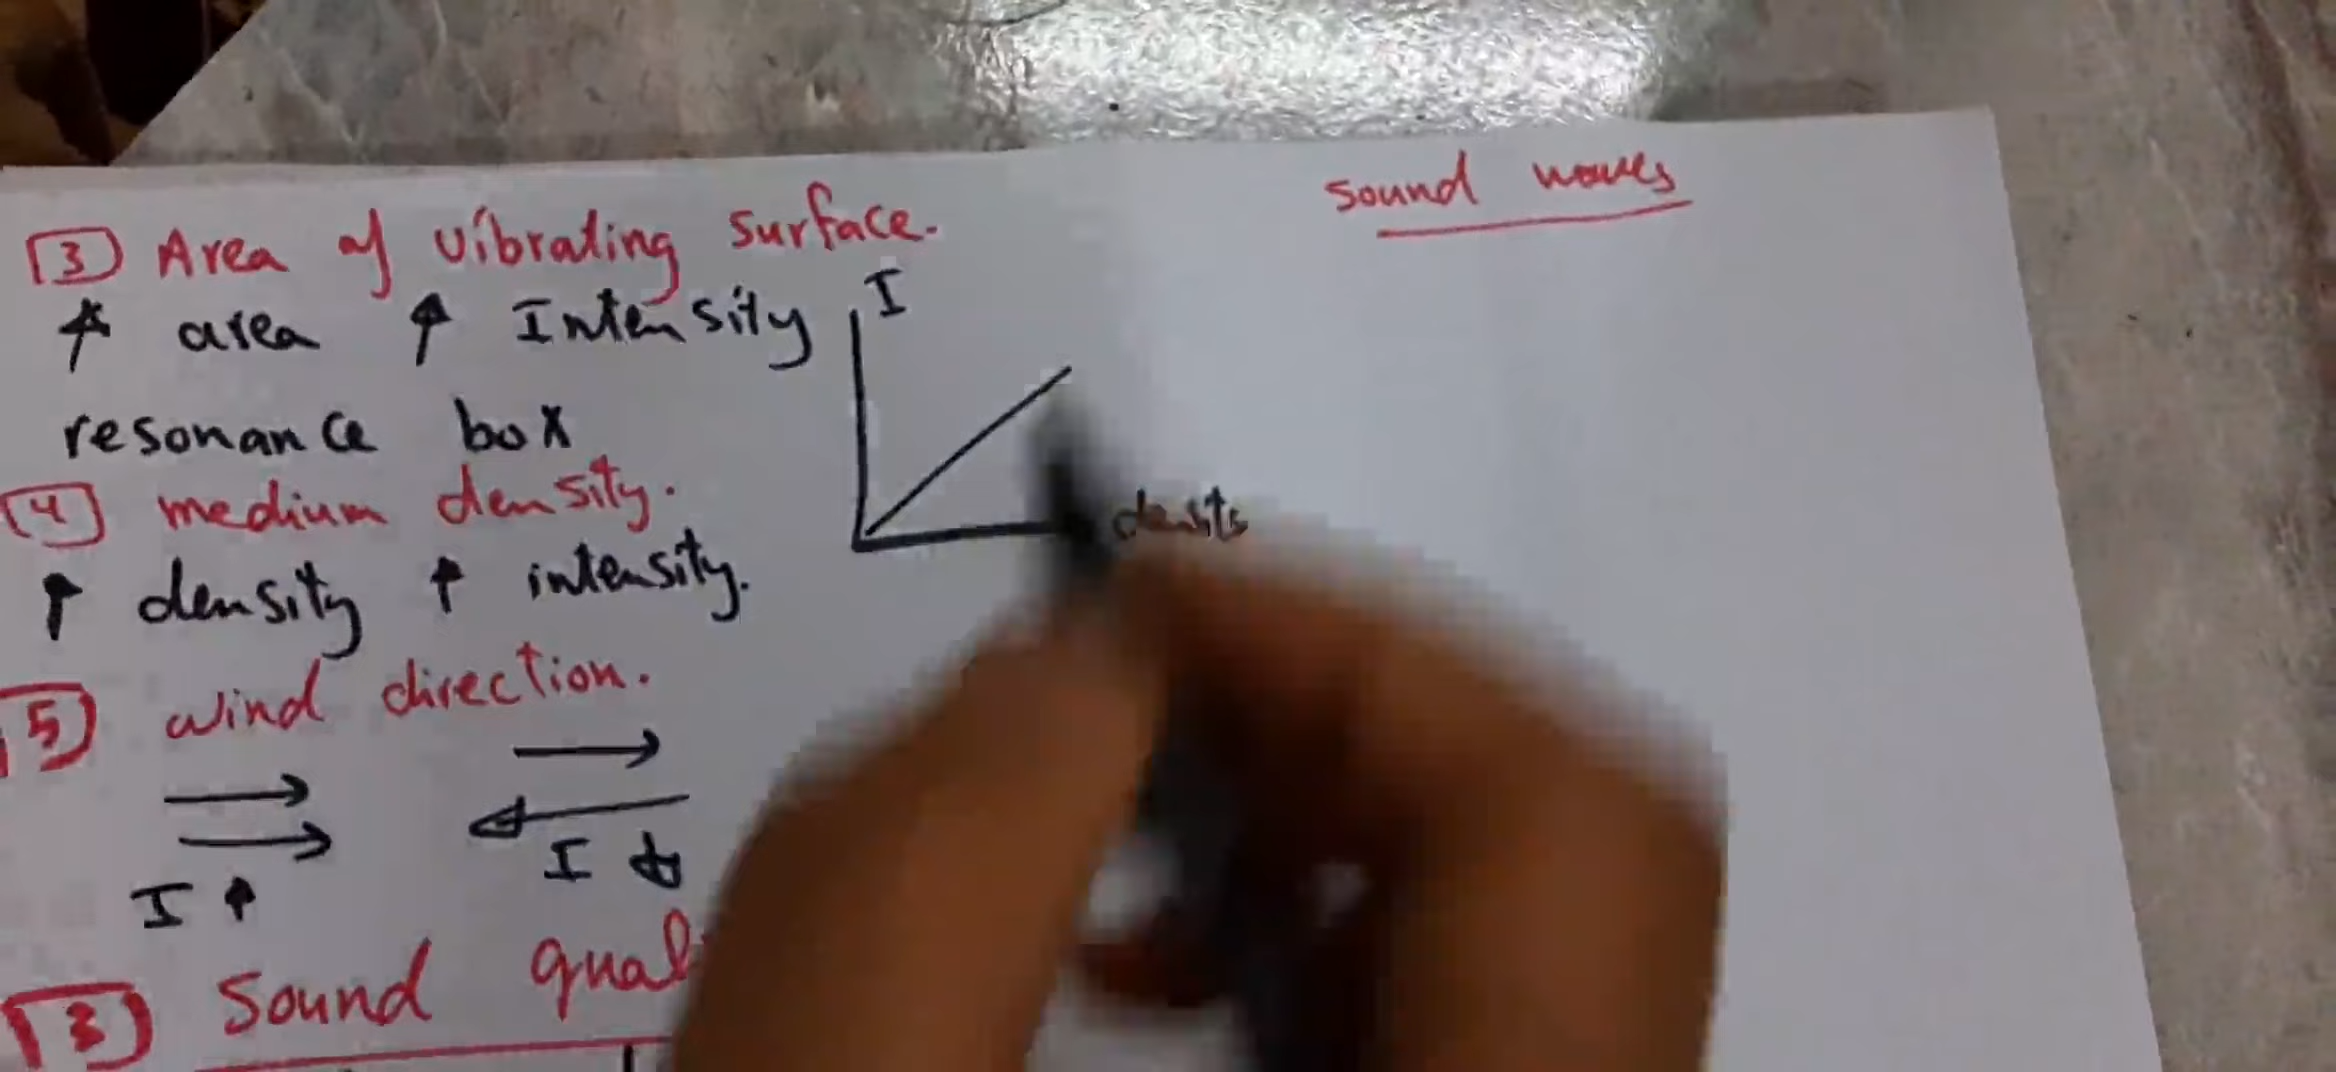 [3] Area of vibrating surface.
↑ area ↑ Intensity
resonance box
I
[4] medium density.
↑ density ↑ intensity.
[5] wind direction.
→ →
→ ←
I ↑ I ↓
[3] Sound
sound waves